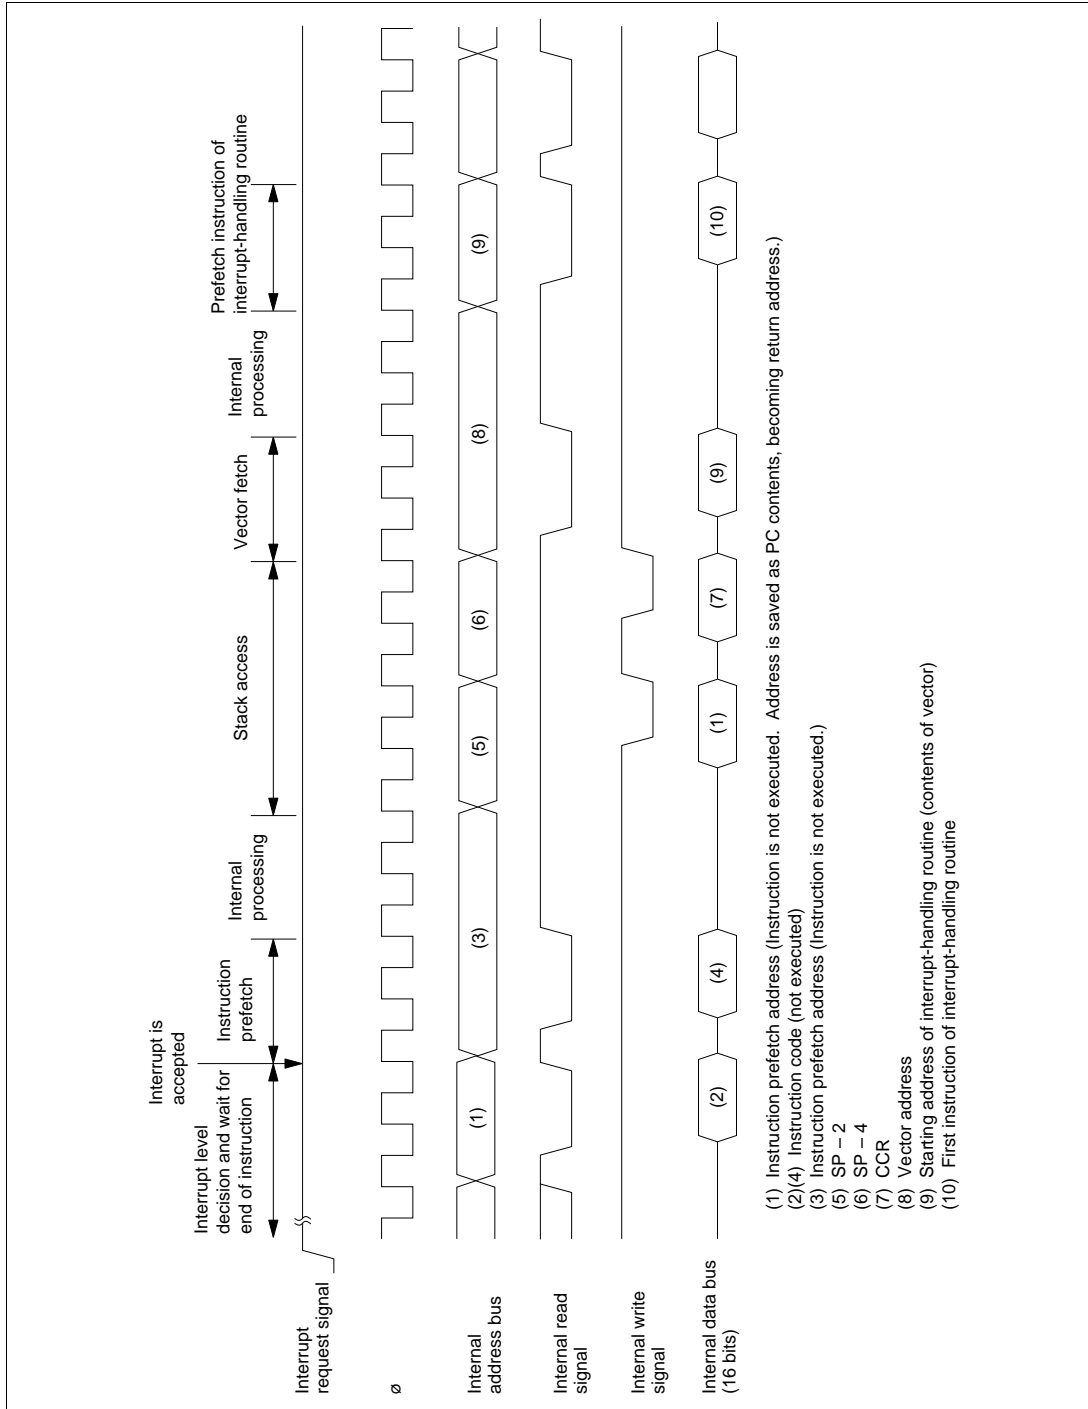 Interrupt is
accepted
Interrupt level
decision and wait for
end of instruction
Instruction
prefetch
Internal
processing
Stack access
Vector fetch
Internal
processing
Prefetch instruction of
interrupt-handling routine
Interrupt
request signal
ø
Internal
address bus
(1)
(3)
(5)
(6)
(8)
(9)
Internal read
signal
Internal write
signal
Internal data bus
(16 bits)
(2)
(4)
(1)
(7)
(9)
(10)
(1) Instruction prefetch address (Instruction is not executed. Address is saved as PC contents, becoming return address.)
(2)(4) Instruction code (not executed)
(3) Instruction prefetch address (Instruction is not executed.)
(5) SP – 2
(6) SP – 4
(7) CCR
(8) Vector address
(9) Starting address of interrupt-handling routine (contents of vector)
(10) First instruction of interrupt-handling routine